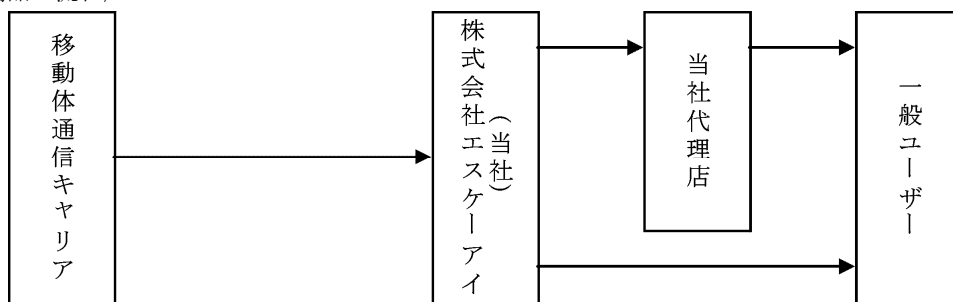 移動体通信キャリア
株式会社エスケーアイ
（当社）
当社代理店
一般ユーザー